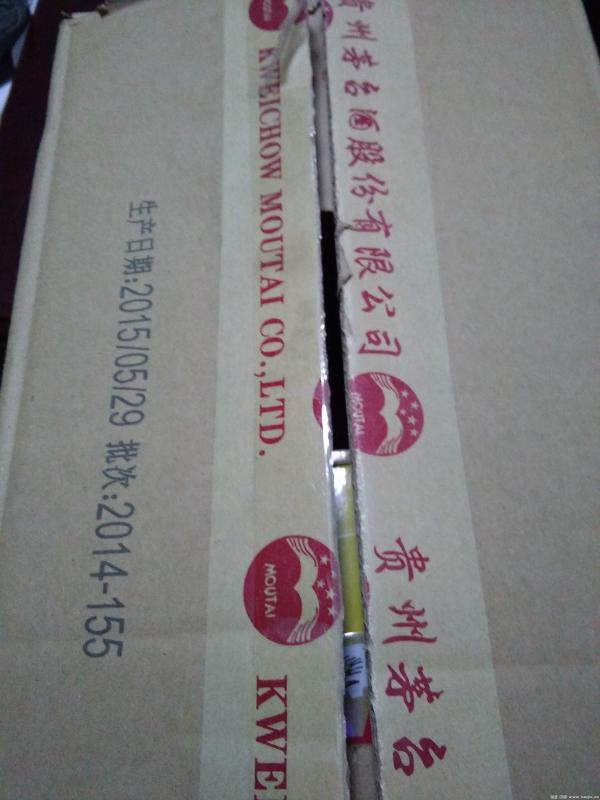 生产日期:2015/05/29 批次:2014-155
KWEICHOW MOUTAI CO.,LTD.
MOUTAI
KWEI
贵州茅台酒股份有限公司
MOUTAI
贵州茅台